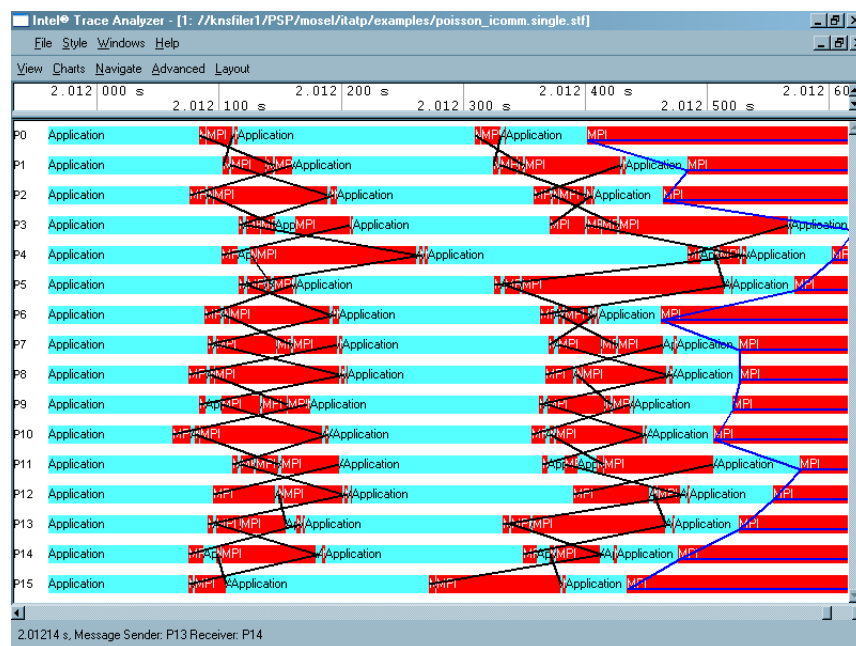 Intel® Trace Analyzer - [1: //knsfiler1/PSP/mosel/itatp/examples/poisson_icomm.single.stf]
File Style Windows Help
View Charts Navigate Advanced Layout
2.012 000 s 2.012 200 s 2.012 400 s 2.012 60
2.012 100 s 2.012 300 s 2.012 500 s
P0 Application MPI Application MPI Application MPI
P1 Application MPI Application MPI Application MPI
P2 Application MPI Application Application MPI
P3 Application App MPI Application MPI MPI Application
P4 Application MPI Application Application
P5 Application MPI Application Application MPI
P6 Application MPI Application Application MPI
P7 Application MPI MPI Application MPI MPI Application MPI
P8 Application MPI Application MPI MPI Application MPI
P9 Application MPI MPI Application MPI Application MPI
P10 Application MPI Application MPI Application MPI
P11 Application MPI Application MPI Application MPI
P12 Application MPI MPI Application MPI Application MPI
P13 Application MPI Application MPI Application MPI
P14 Application MPI Application MPI Application MPI
P15 Application MPI Application MPI Application MPI
2.01214 s, Message Sender: P13 Receiver: P14